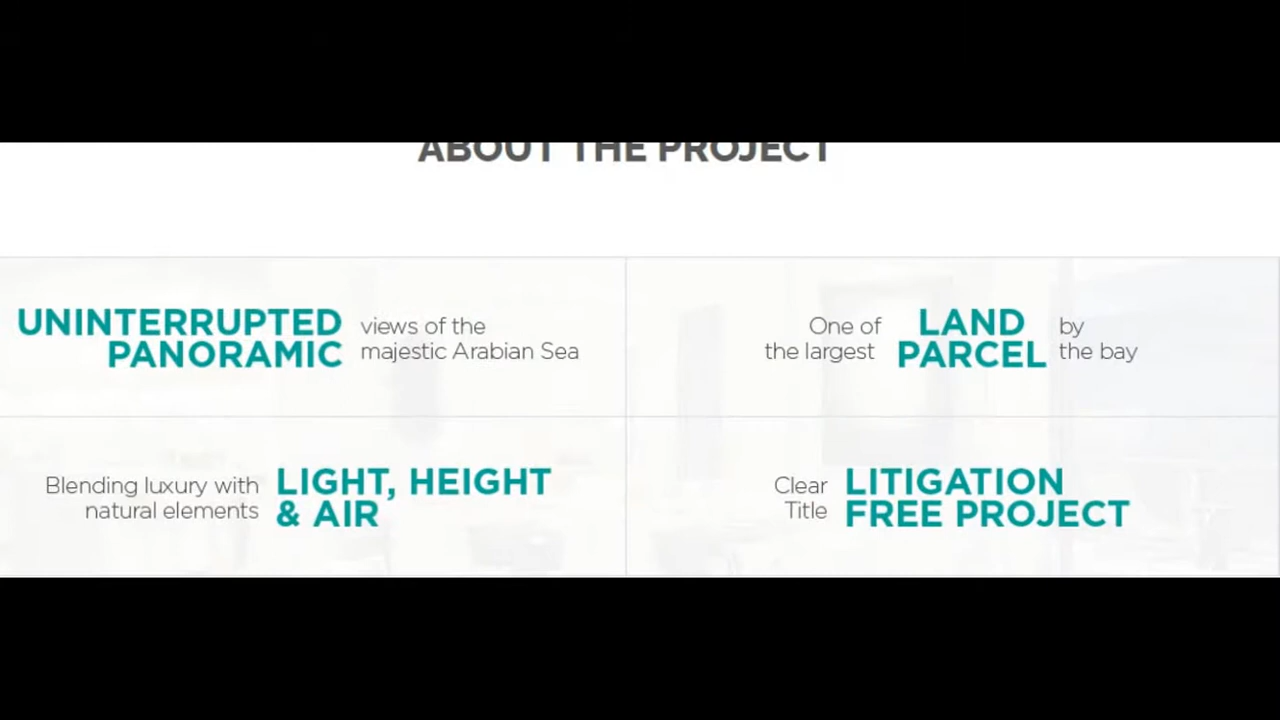 ABOUT THE PROJECT
UNINTERRUPTED
PANORAMIC
views of the
majestic Arabian Sea
One of
the largest
LAND
PARCEL
by
the bay
Blending luxury with
natural elements
LIGHT, HEIGHT
& AIR
Clear
Title
LITIGATION
FREE PROJECT